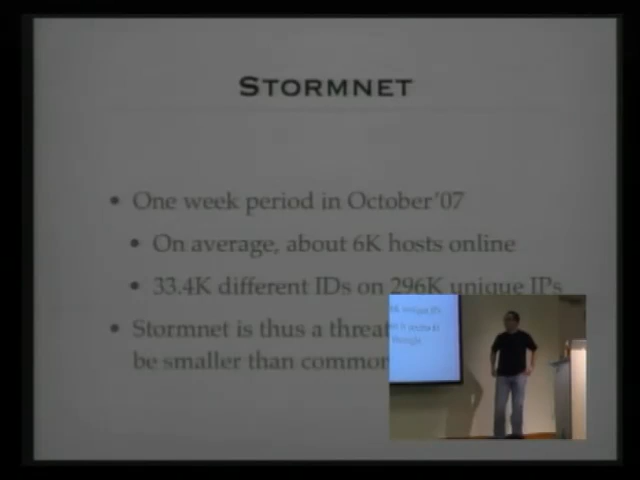 STORMNET
• One week period in October'07
• On average, about 6K hosts online
• 33.4K different IDs on 296K unique IPs
• Stormnet is thus a threat
be smaller than common